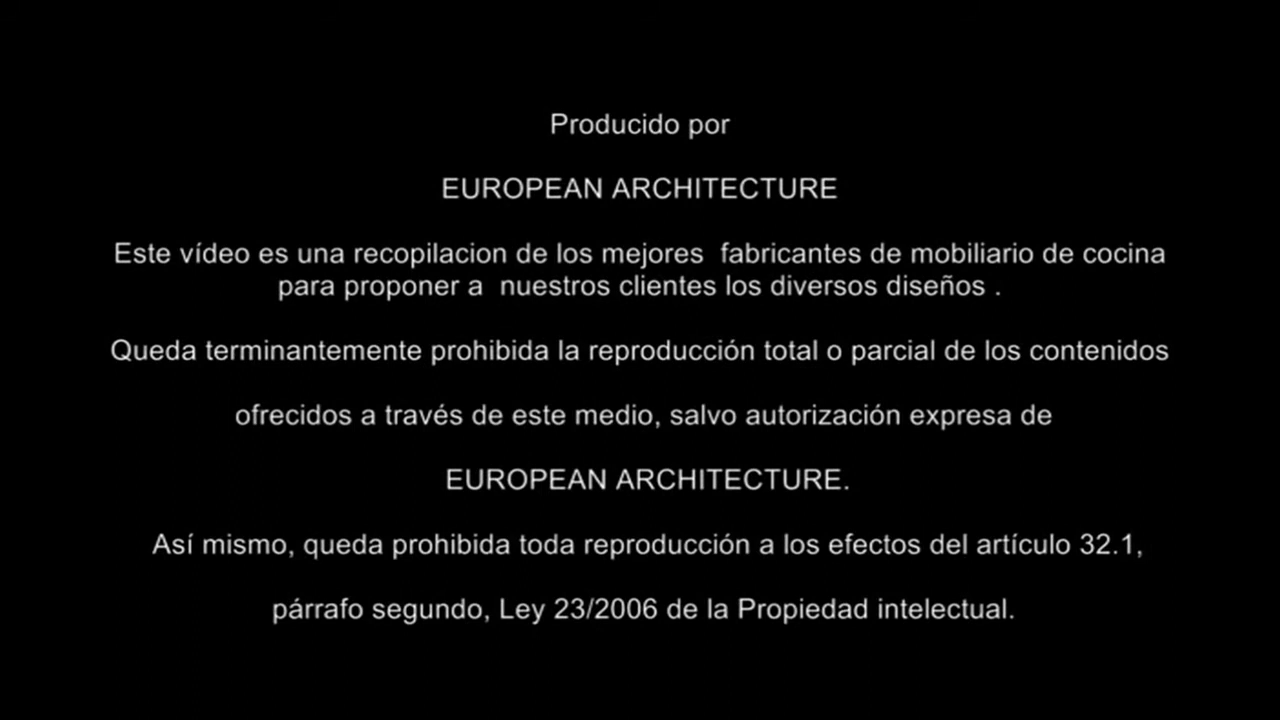 Producido por
EUROPEAN ARCHITECTURE
Este vídeo es una recopilacion de los mejores  fabricantes de mobiliario de cocina
para proponer a  nuestros clientes los diversos diseños .
Queda terminantemente prohibida la reproducción total o parcial de los contenidos
ofrecidos a través de este medio, salvo autorización expresa de
EUROPEAN ARCHITECTURE.
Así mismo, queda prohibida toda reproducción a los efectos del artículo 32.1,
párrafo segundo, Ley 23/2006 de la Propiedad intelectual.